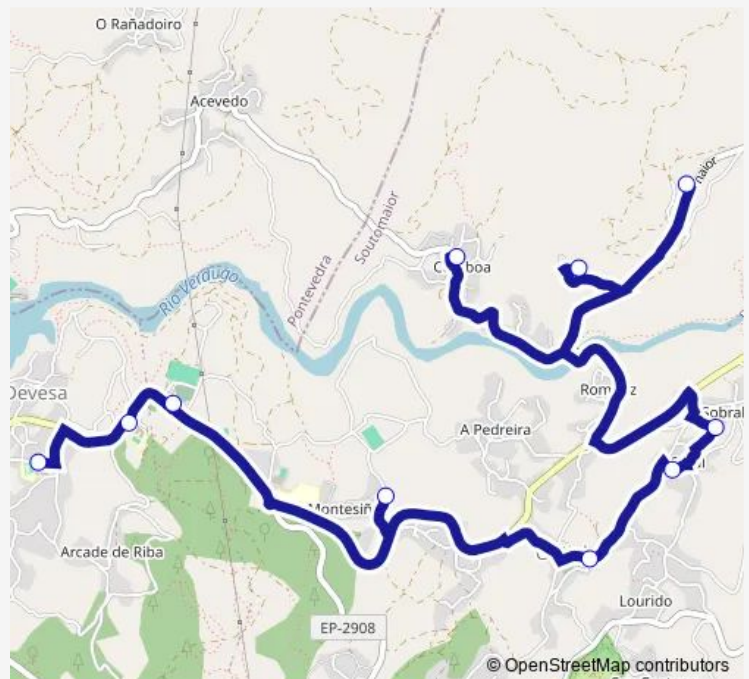 O Rañadoiro
Acevedo
Soutomaior
Pontevedra
Río Verdugo
Devesa
A Pedreira
Sobral
Montesiñ
Arcade de Riba
Lourido
EP-2908
© OpenStreetMap contributors